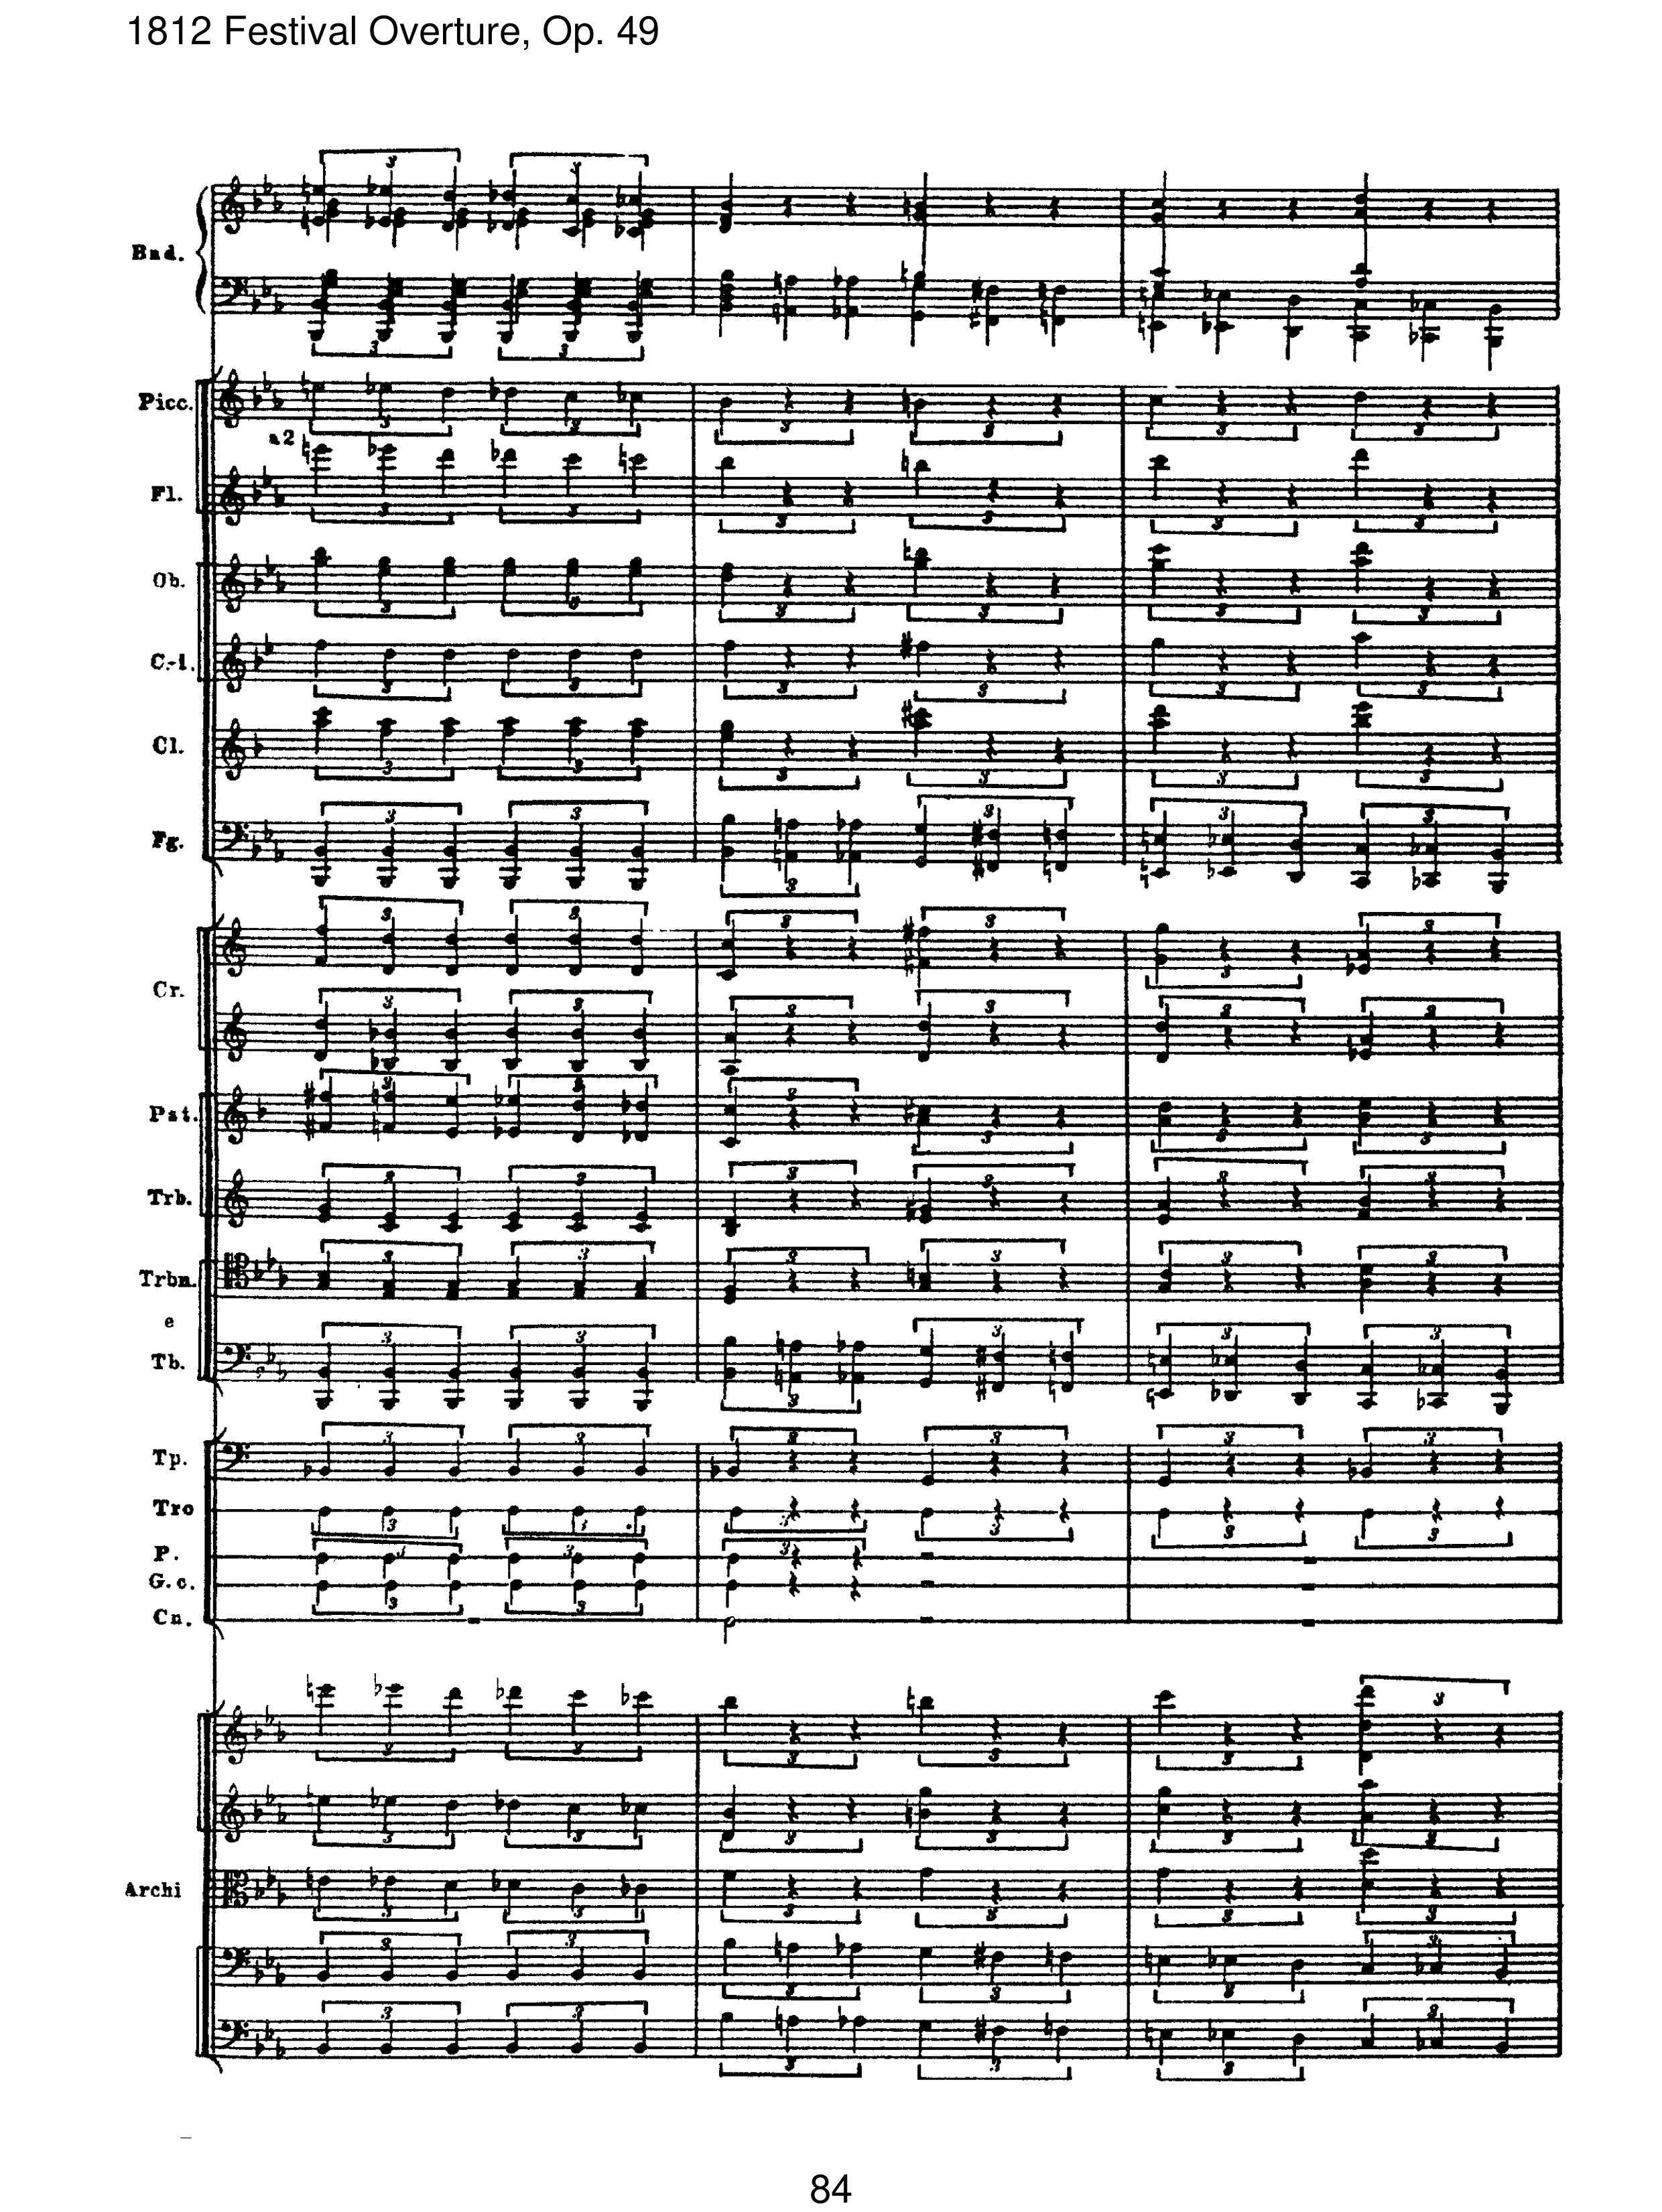 1812 Festival Overture, Op. 49
Bnd.
Picc.
a 2
Fl.
Ob.
C.-i.
Cl.
Fg.
Cr.
Pst.
Trb.
Trbn.
e
Tb.
Tp.
Tro
P.
G. c.
Cn.
Archi
84